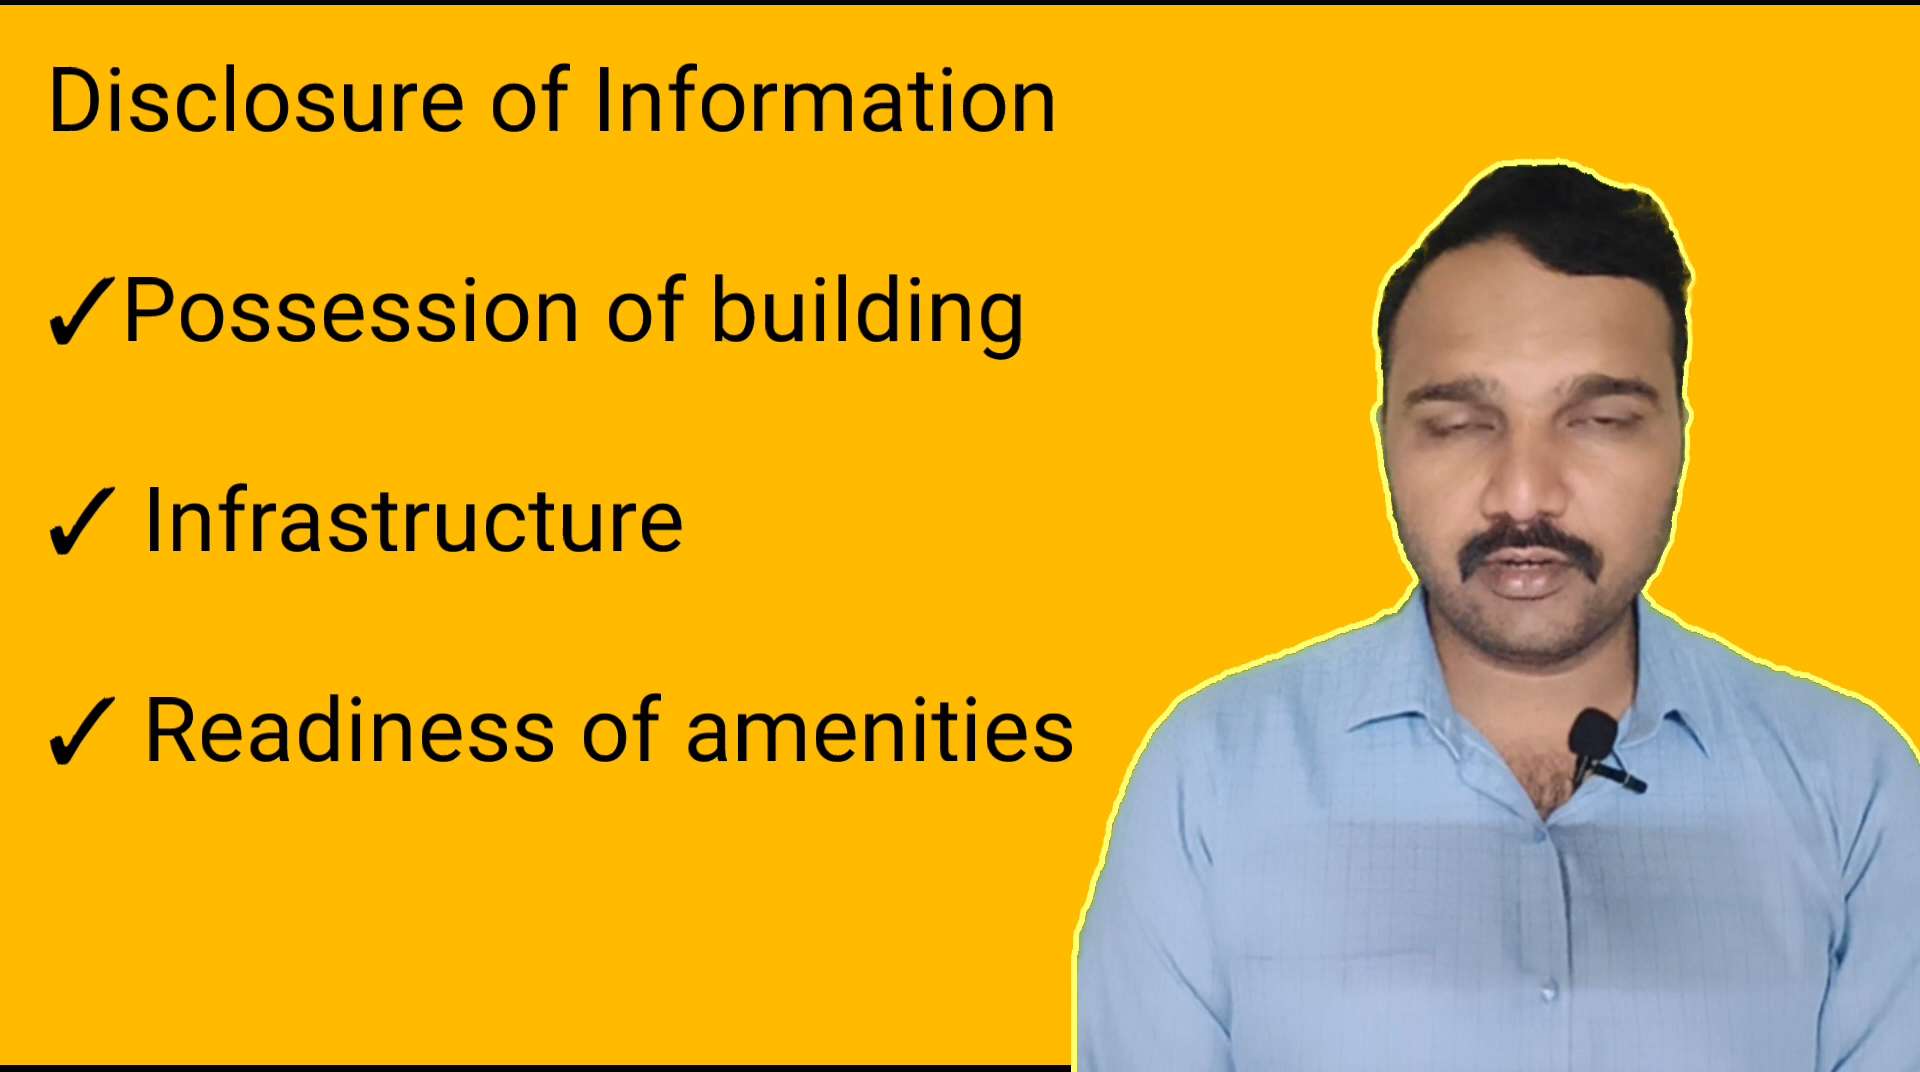 Disclosure of Information
✓Possession of building
✓ Infrastructure
✓ Readiness of amenities